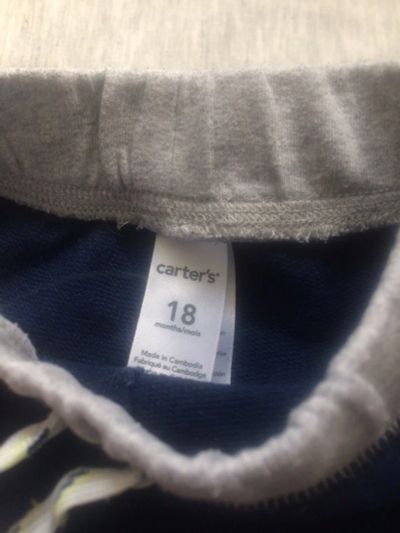 carter's
18
months/mois
Made in Cambodia
Fabriqué au Cambodge